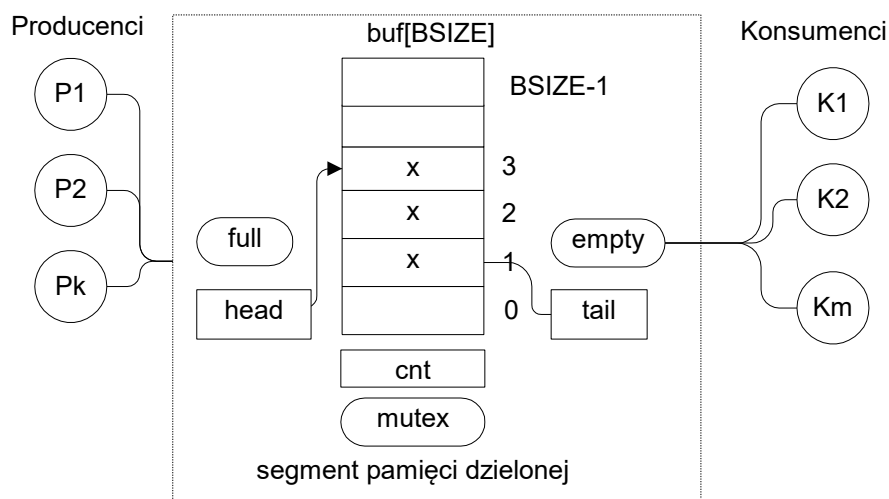 Producenci
buf[BSIZE]
Konsumenci
P1
BSIZE-1
K1
x
3
P2
x
2
K2
full
x
1
empty
Pk
head
0
tail
Km
cnt
mutex
segment pamięci dzielonej